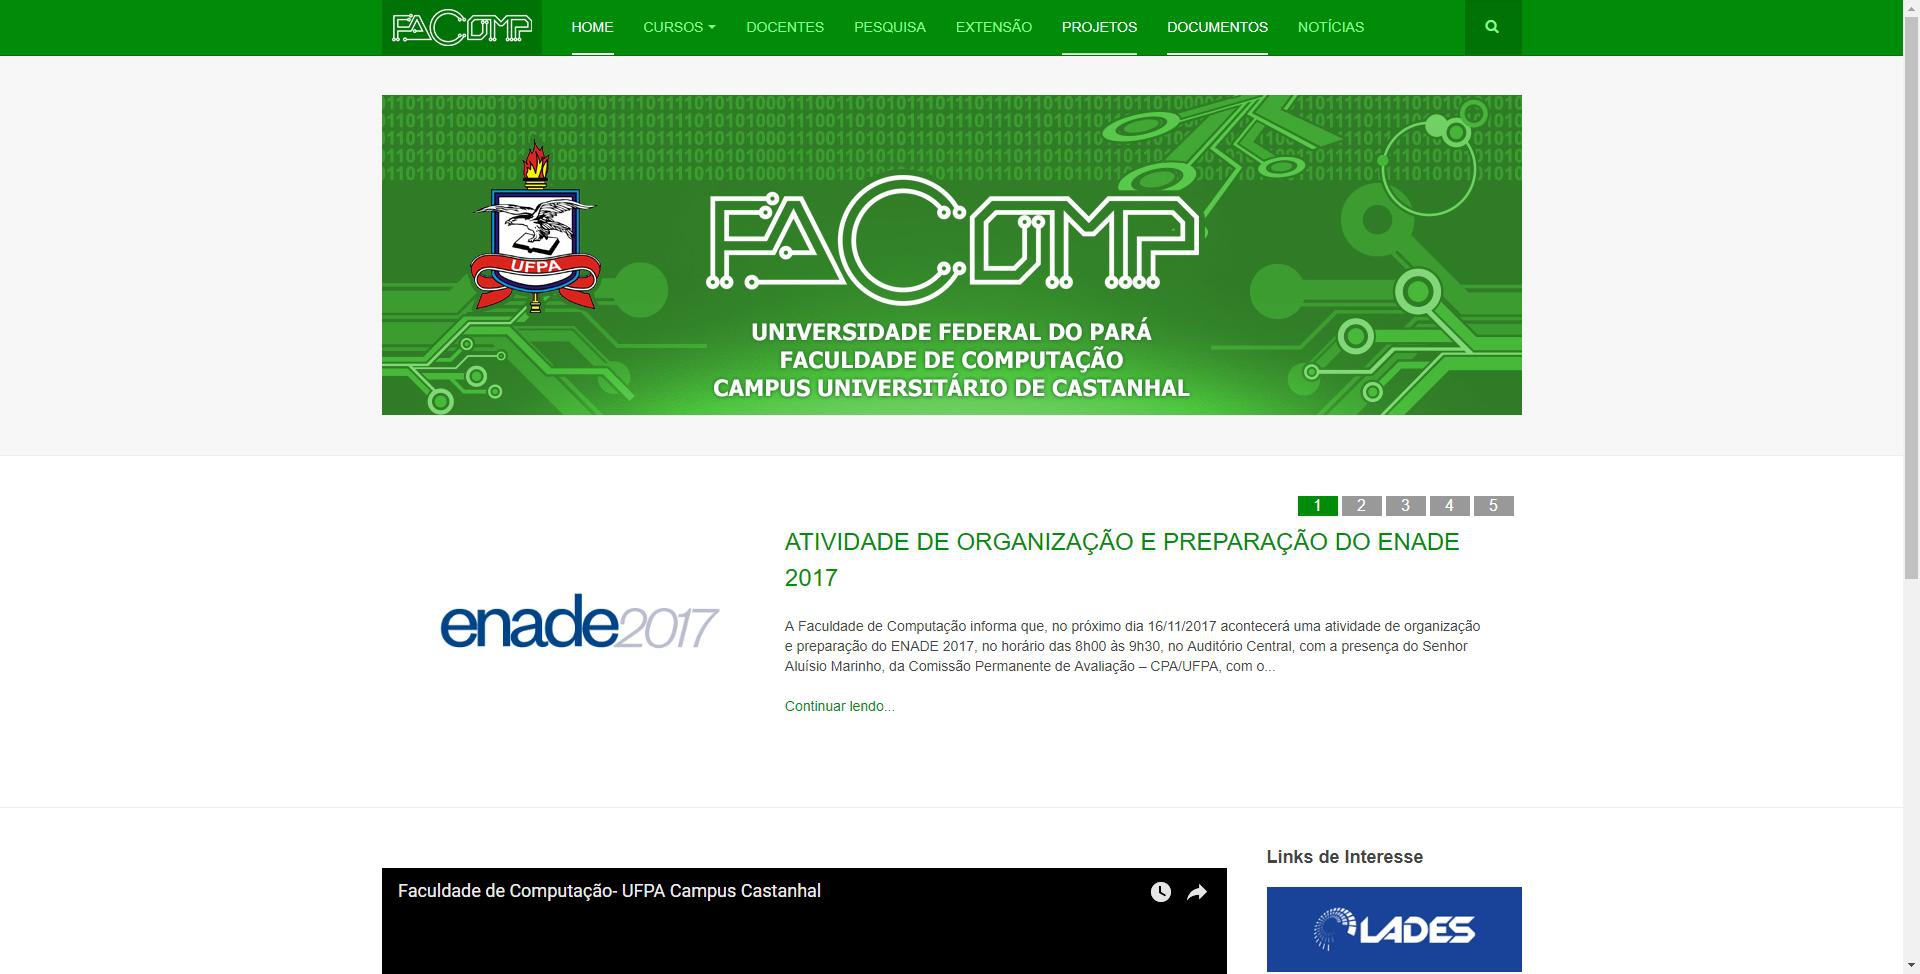 FACOMP
HOME
CURSOS
DOCENTES
PESQUISA
EXTENSÃO
PROJETOS
DOCUMENTOS
NOTÍCIAS
UFPA
FACOMP
UNIVERSIDADE FEDERAL DO PARÁ
FACULDADE DE COMPUTAÇÃO
CAMPUS UNIVERSITÁRIO DE CASTANHAL
1 2 3 4 5
enade2017
ATIVIDADE DE ORGANIZAÇÃO E PREPARAÇÃO DO ENADE
2017
A Faculdade de Computação informa que, no próximo dia 16/11/2017 acontecerá uma atividade de organização
e preparação do ENADE 2017, no horário das 8h00 às 9h30, no Auditório Central, com a presença do Senhor
Aluísio Marinho, da Comissão Permanente de Avaliação – CPA/UFPA, com o...
Continuar lendo...
Faculdade de Computação- UFPA Campus Castanhal
Links de Interesse
LADES